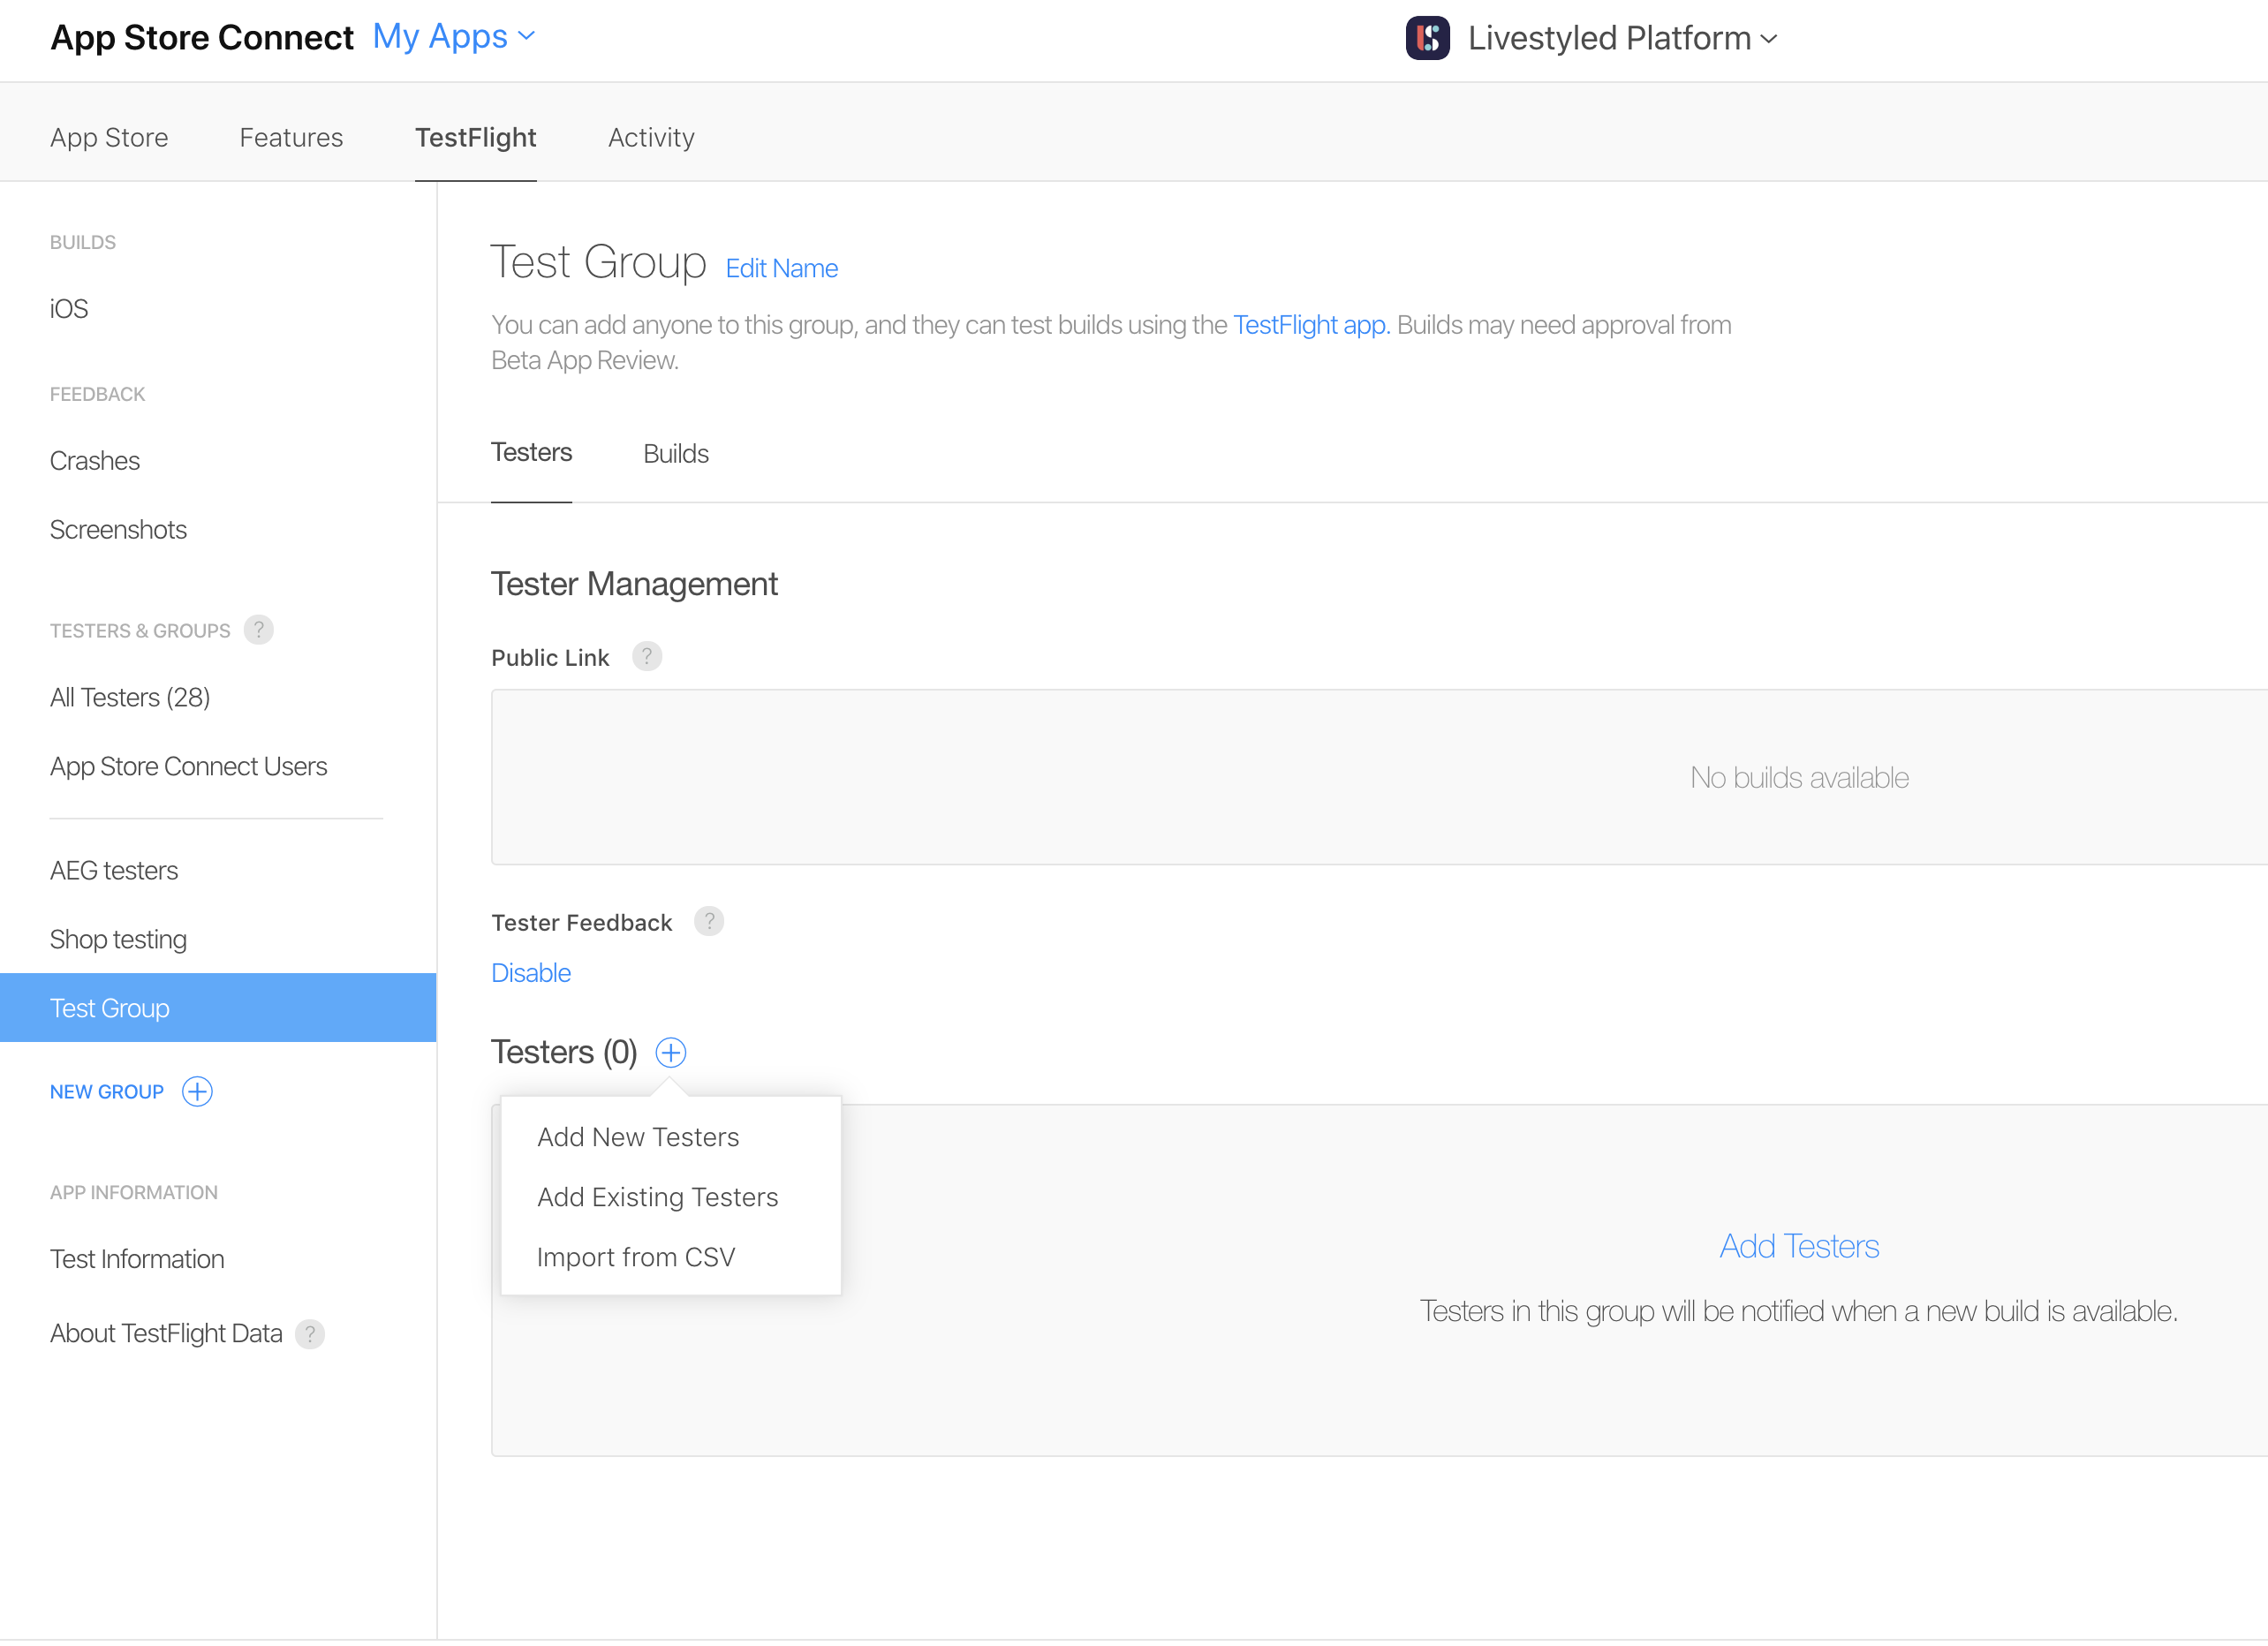 App Store Connect My Apps
Livestyled Platform
App Store Features TestFlight Activity
BUILDS
iOS
FEEDBACK
Crashes
Screenshots
TESTERS & GROUPS ?
All Testers (28)
App Store Connect Users
AEG testers
Shop testing
Test Group
NEW GROUP
APP INFORMATION
Test Information
About TestFlight Data ?
Test Group Edit Name
You can add anyone to this group, and they can test builds using the TestFlight app. Builds may need approval from
Beta App Review.
Testers Builds
Tester Management
Public Link ?
No builds available
Tester Feedback ?
Disable
Testers (0)
Add New Testers
Add Existing Testers
Import from CSV
Add Testers
Testers in this group will be notified when a new build is available.